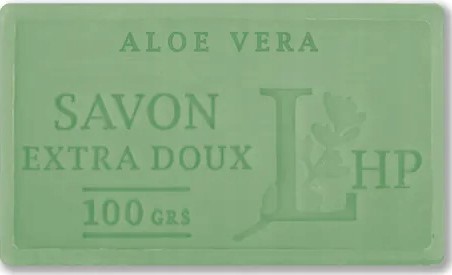 ALOE VERA
SAVON
EXTRA DOUX
100 GRS
L HP